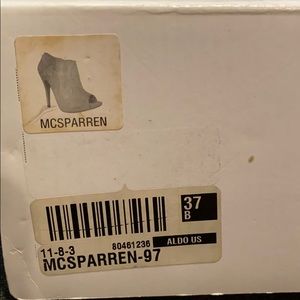 MCSPARREN
37
B
11-8-3
80461236
ALDO US
MCSPARREN-97